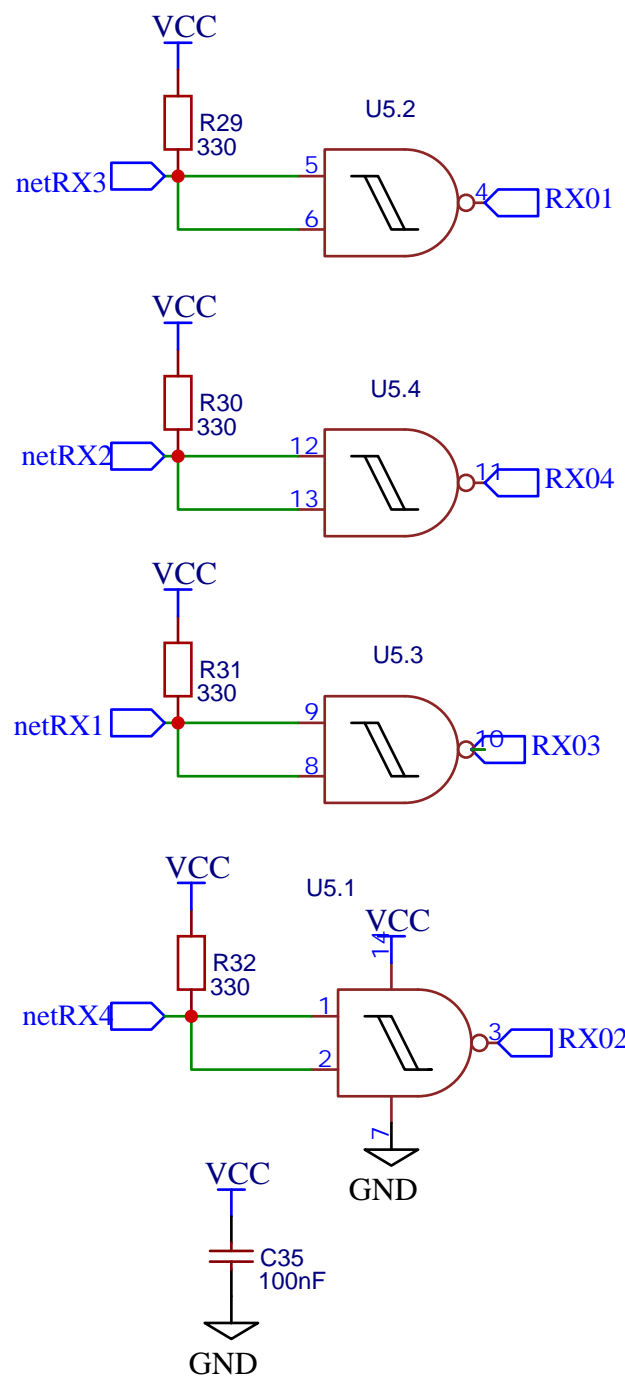 VCC
U5.2
R29
330
netRX3
5
6
4
RX01
VCC
U5.4
R30
330
netRX2
12
13
11
RX04
VCC
U5.3
R31
330
netRX1
9
8
10
RX03
VCC
U5.1
VCC
14
R32
330
netRX4
1
2
3
RX02
7
GND
VCC
C35
100nF
GND